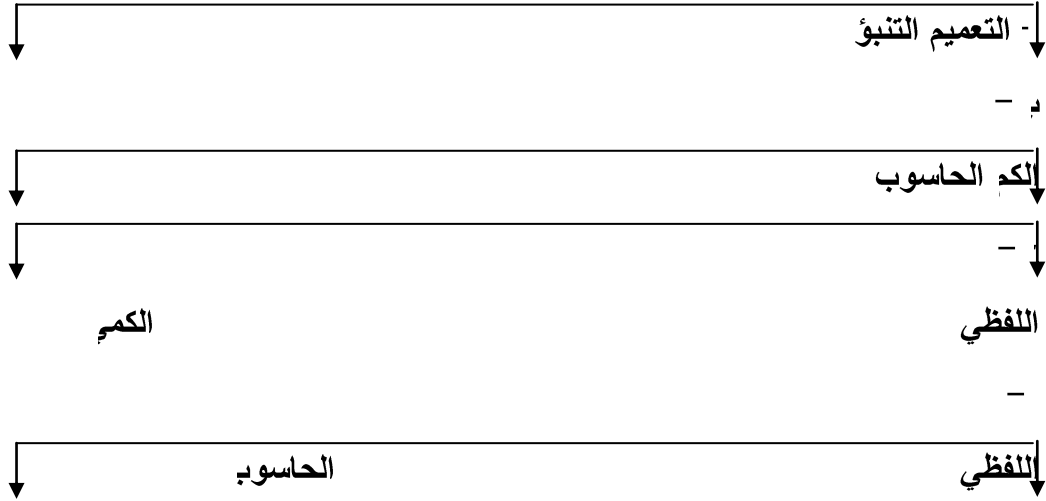 - التعميم التنبؤ
–
الكم الحاسوب
–
اللفظي الكمي
–
اللفظي الحاسوب